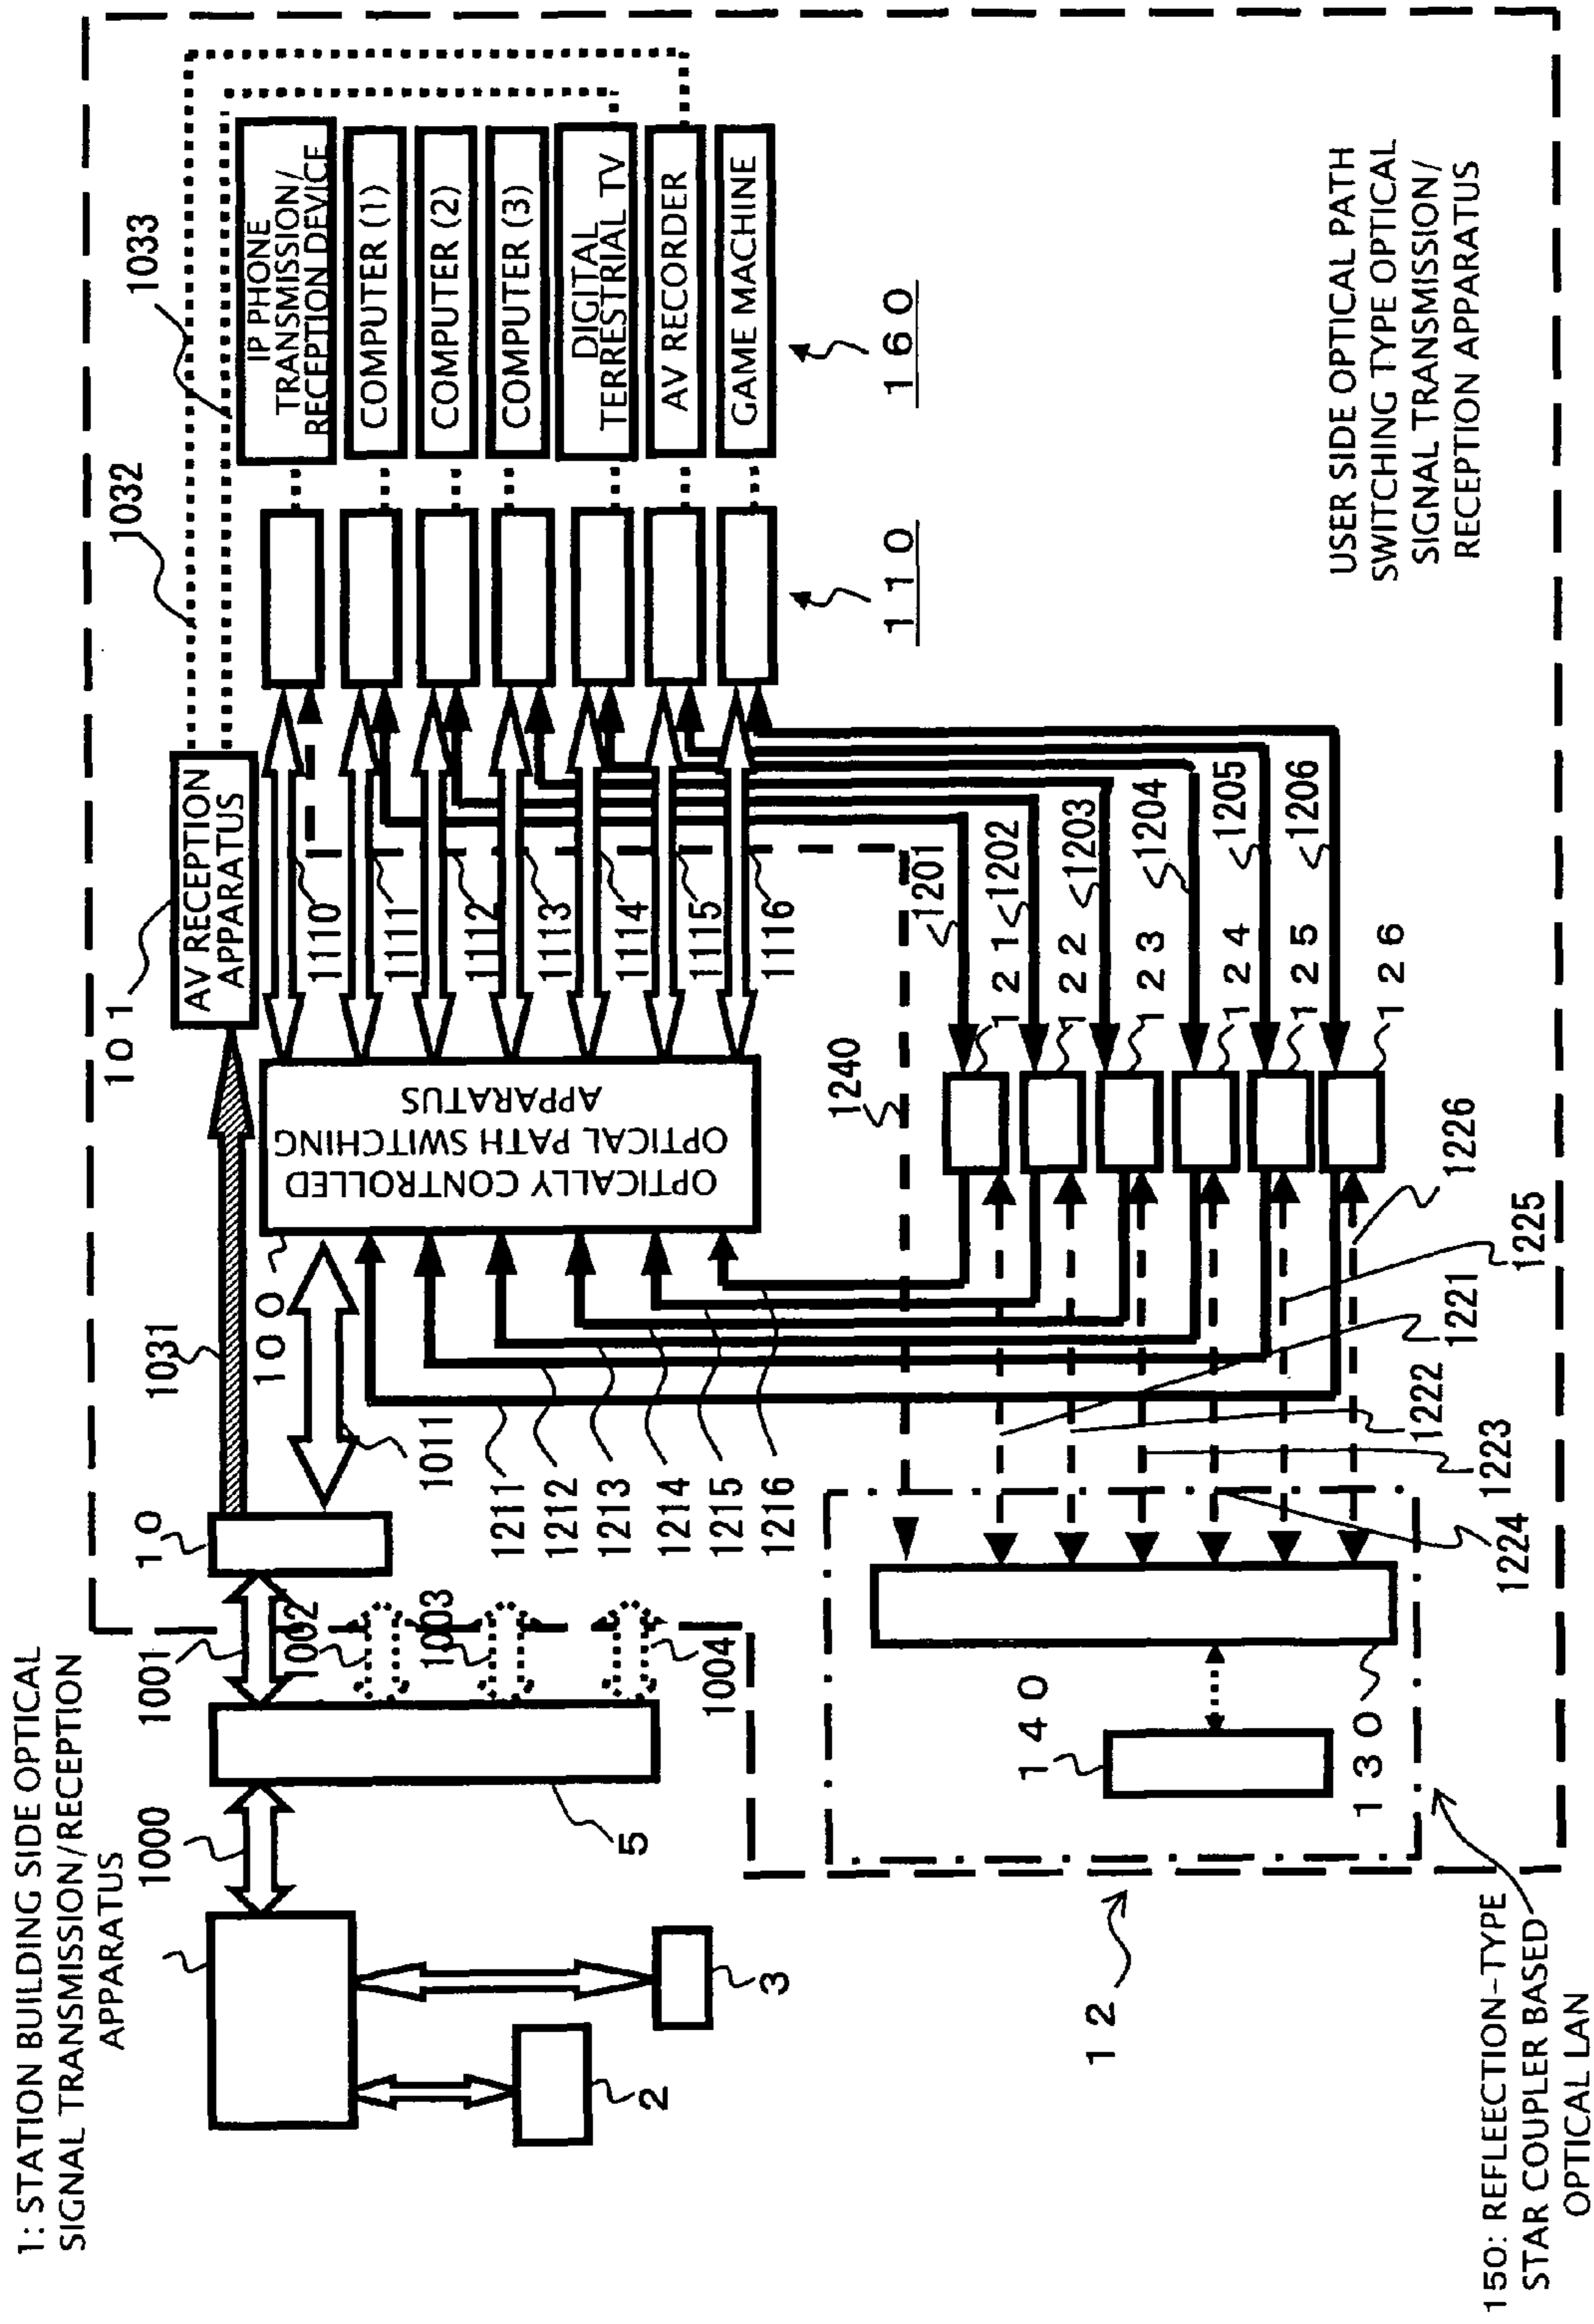 1: STATION BUILDING SIDE OPTICAL
SIGNAL TRANSMISSION/RECEPTION
APPARATUS
1000
1001
1002
1003
1004
5
2
3
10
1031
1011
100
101
AV RECEPTION
APPARATUS
1032
1033
OPTICALLY CONTROLLED
OPTICAL PATH SWITCHING
APPARATUS
1110
1111
1112
1113
1114
1115
1116
IP PHONE
TRANSMISSION/
RECEPTION DEVICE
COMPUTER (1)
COMPUTER (2)
COMPUTER (3)
DIGITAL
TERRESTRIAL TV
AV RECORDER
GAME MACHINE
110
160
1211
1212
1213
1214
1215
1216
1240
1201
1202
1203
1204
1205
1206
121
122
123
124
125
126
1226
1225
1221
1222
1223
1224
140
130
12
150: REFLECTION-TYPE
STAR COUPLER BASED
OPTICAL LAN
USER SIDE OPTICAL PATH
SWITCHING TYPE OPTICAL
SIGNAL TRANSMISSION/
RECEPTION APPARATUS